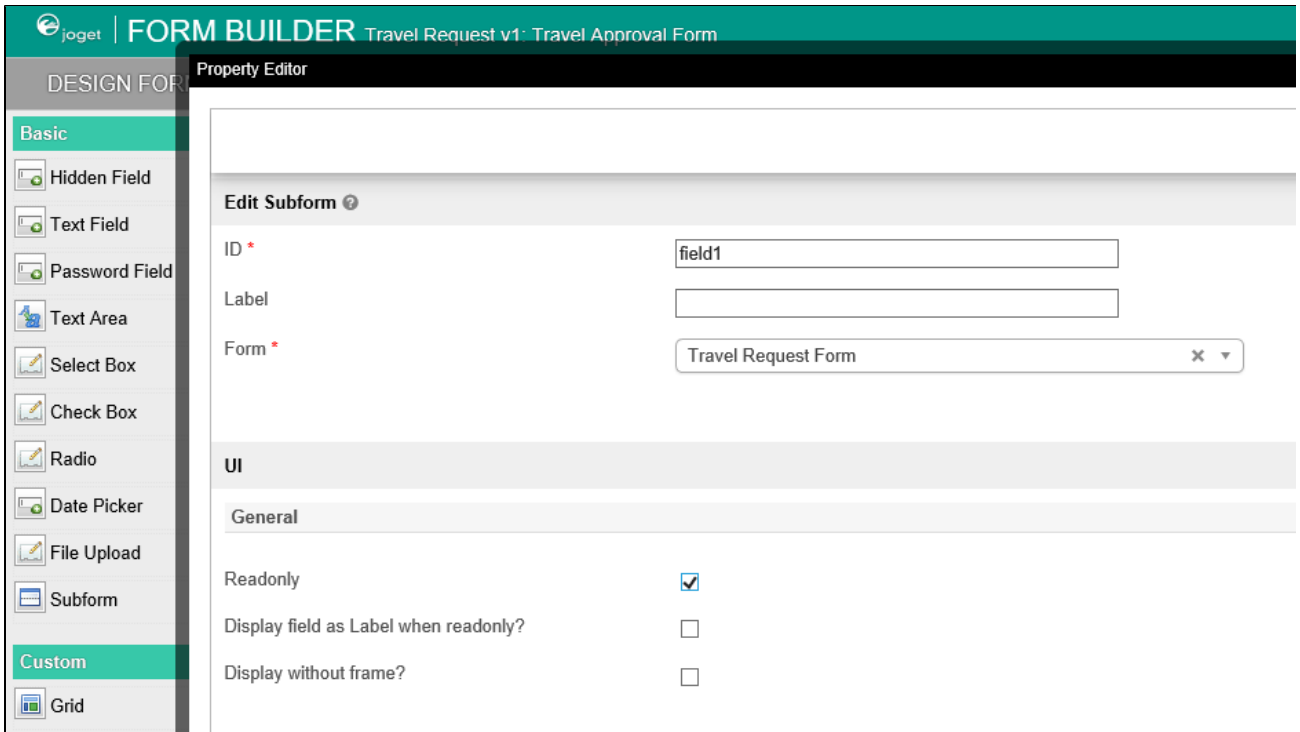 joget | FORM BUILDER Travel Request v1: Travel Approval Form
DESIGN FOR
Property Editor
Basic
Hidden Field
Text Field
Password Field
Text Area
Select Box
Check Box
Radio
Date Picker
File Upload
Subform
Custom
Grid
Edit Subform
ID *
field1
Label
Form *
Travel Request Form
UI
General
Readonly
Display field as Label when readonly?
Display without frame?